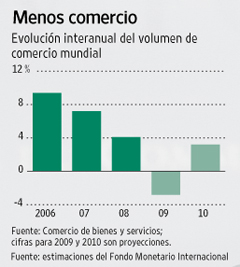 Menos comercio
Evolución interanual del volumen de
comercio mundial
12 %
8
4
0
-4
2006 07 08 09 10
Fuente: Comercio de bienes y servicios;
cifras para 2009 y 2010 son proyecciones.
Fuente: estimaciones del Fondo Monetario Internacional